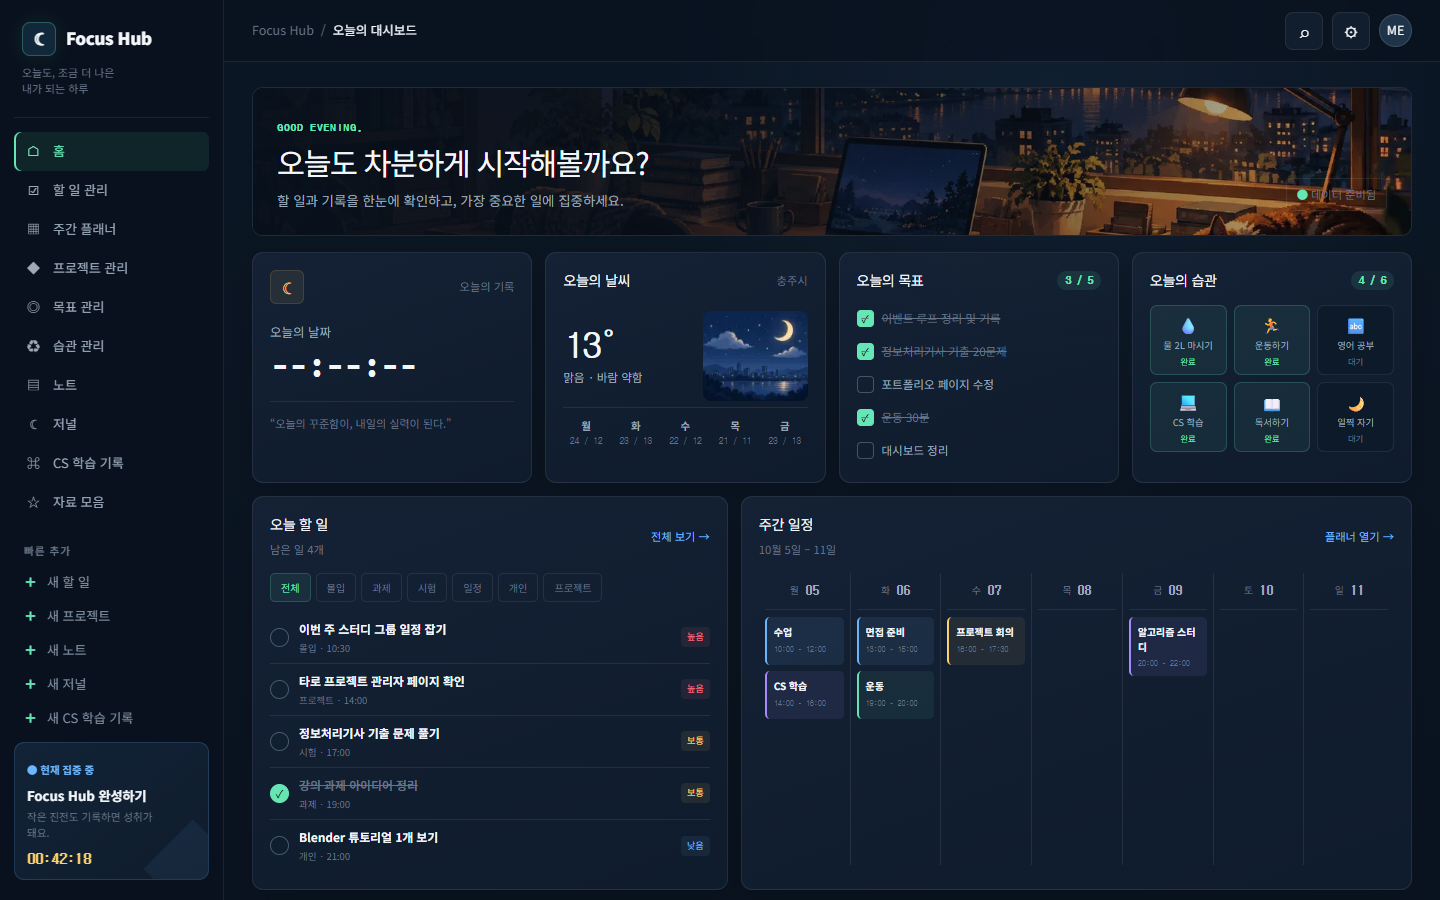 Focus Hub
오늘도, 조금 더 나은
내가 되는 하루
홈
할 일 관리
주간 플래너
프로젝트 관리
목표 관리
습관 관리
노트
저널
CS 학습 기록
자료 모음
빠른 추가
+ 새 할 일
+ 새 프로젝트
+ 새 노트
+ 새 저널
+ 새 CS 학습 기록
현재 집중 중
Focus Hub 완성하기
작은 진전도 기록하면 성취가
돼요.
00:42:18
Focus Hub / 오늘의 대시보드
ME
GOOD EVENING.
오늘도 차분하게 시작해볼까요?
할 일과 기록을 한눈에 확인하고, 가장 중요한 일에 집중하세요.
데이터 준비됨
오늘의 기록
오늘의 날짜
--:--:--
“오늘의 꾸준함이, 내일의 실력이 된다.”
오늘의 날씨
충주시
13°
맑음 · 바람 약함
월 화 수 목 금
24 / 12 23 / 13 22 / 12 21 / 11 23 / 13
오늘의 목표
3 / 5
이벤트 루프 정리 및 기록
정보처리기사 기출 20문제
포트폴리오 페이지 수정
운동 30분
대시보드 정리
오늘의 습관
4 / 6
물 2L 마시기
완료
운동하기
완료
abc
영어 공부
대기
CS 학습
완료
독서하기
완료
일찍 자기
대기
오늘 할 일
남은 일 4개
전체 보기 →
전체 몰입 과제 시험 일정 개인 프로젝트
이번 주 스터디 그룹 일정 잡기
몰입 · 10:30
높음
타로 프로젝트 관리자 페이지 확인
프로젝트 · 14:00
높음
정보처리기사 기출 문제 풀기
시험 · 17:00
보통
강의 과제 아이디어 정리
과제 · 19:00
보통
Blender 튜토리얼 1개 보기
개인 · 21:00
낮음
주간 일정
10월 5일 – 11일
플래너 열기 →
월 05 화 06 수 07 목 08 금 09 토 10 일 11
수업
10:00 - 12:00
CS 학습
14:00 - 16:00
면접 준비
13:00 - 15:00
운동
19:00 - 20:00
프로젝트 회의
16:00 - 17:30
알고리즘 스터
디
20:00 - 22:00